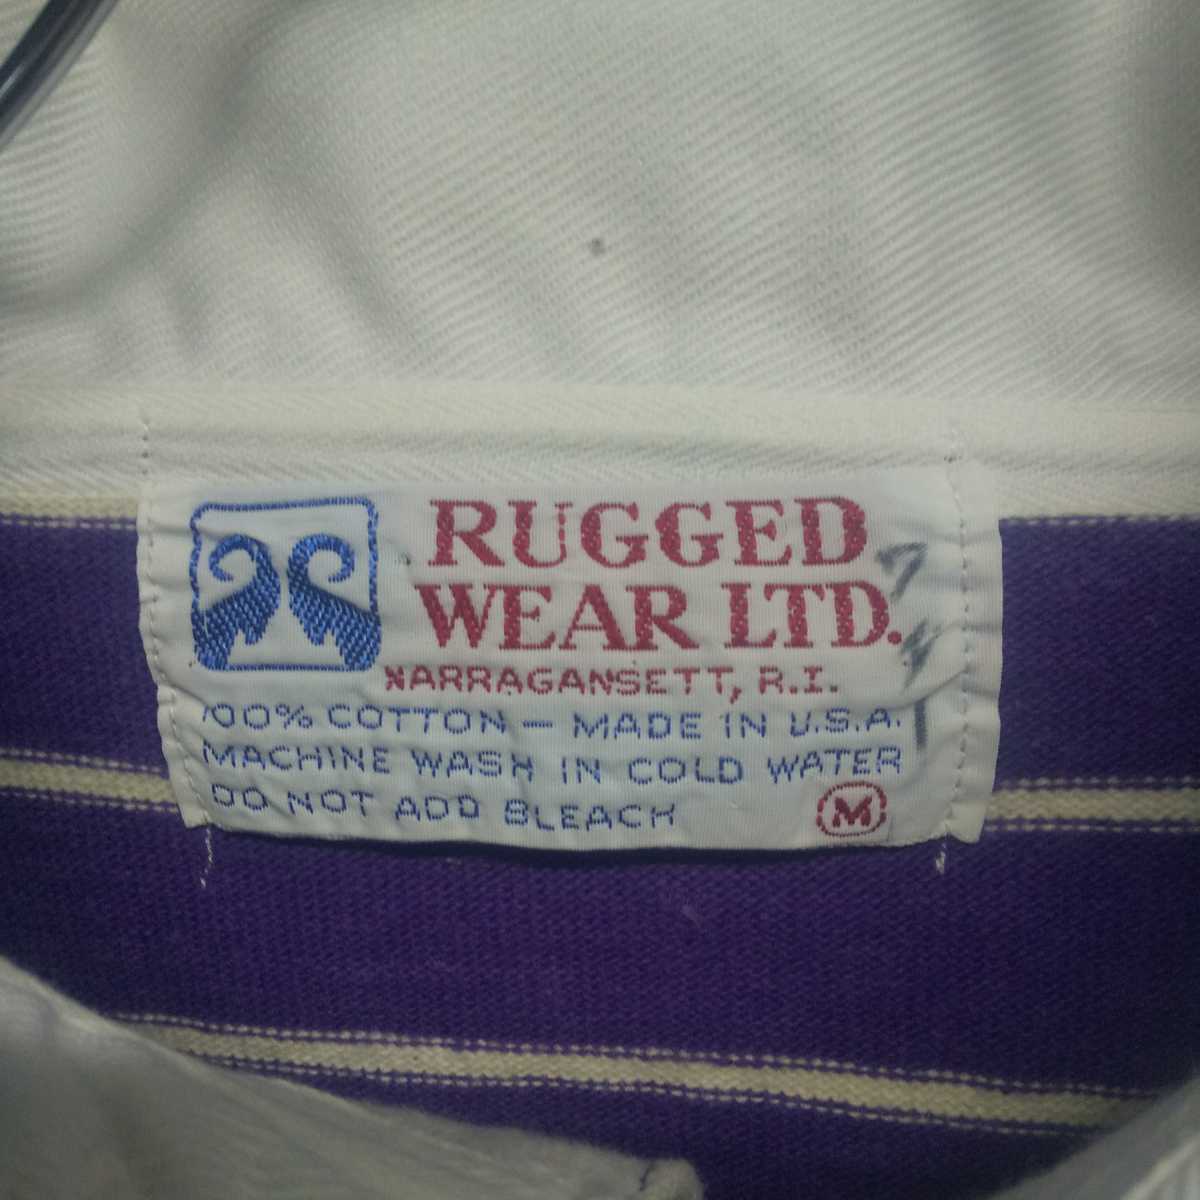 RUGGED
WEAR LTD.
NARRAGANSETT, R.I.
100% COTTON — MADE IN U.S.A.
MACHINE WASH IN COLD WATER
DO NOT ADD BLEACH
M